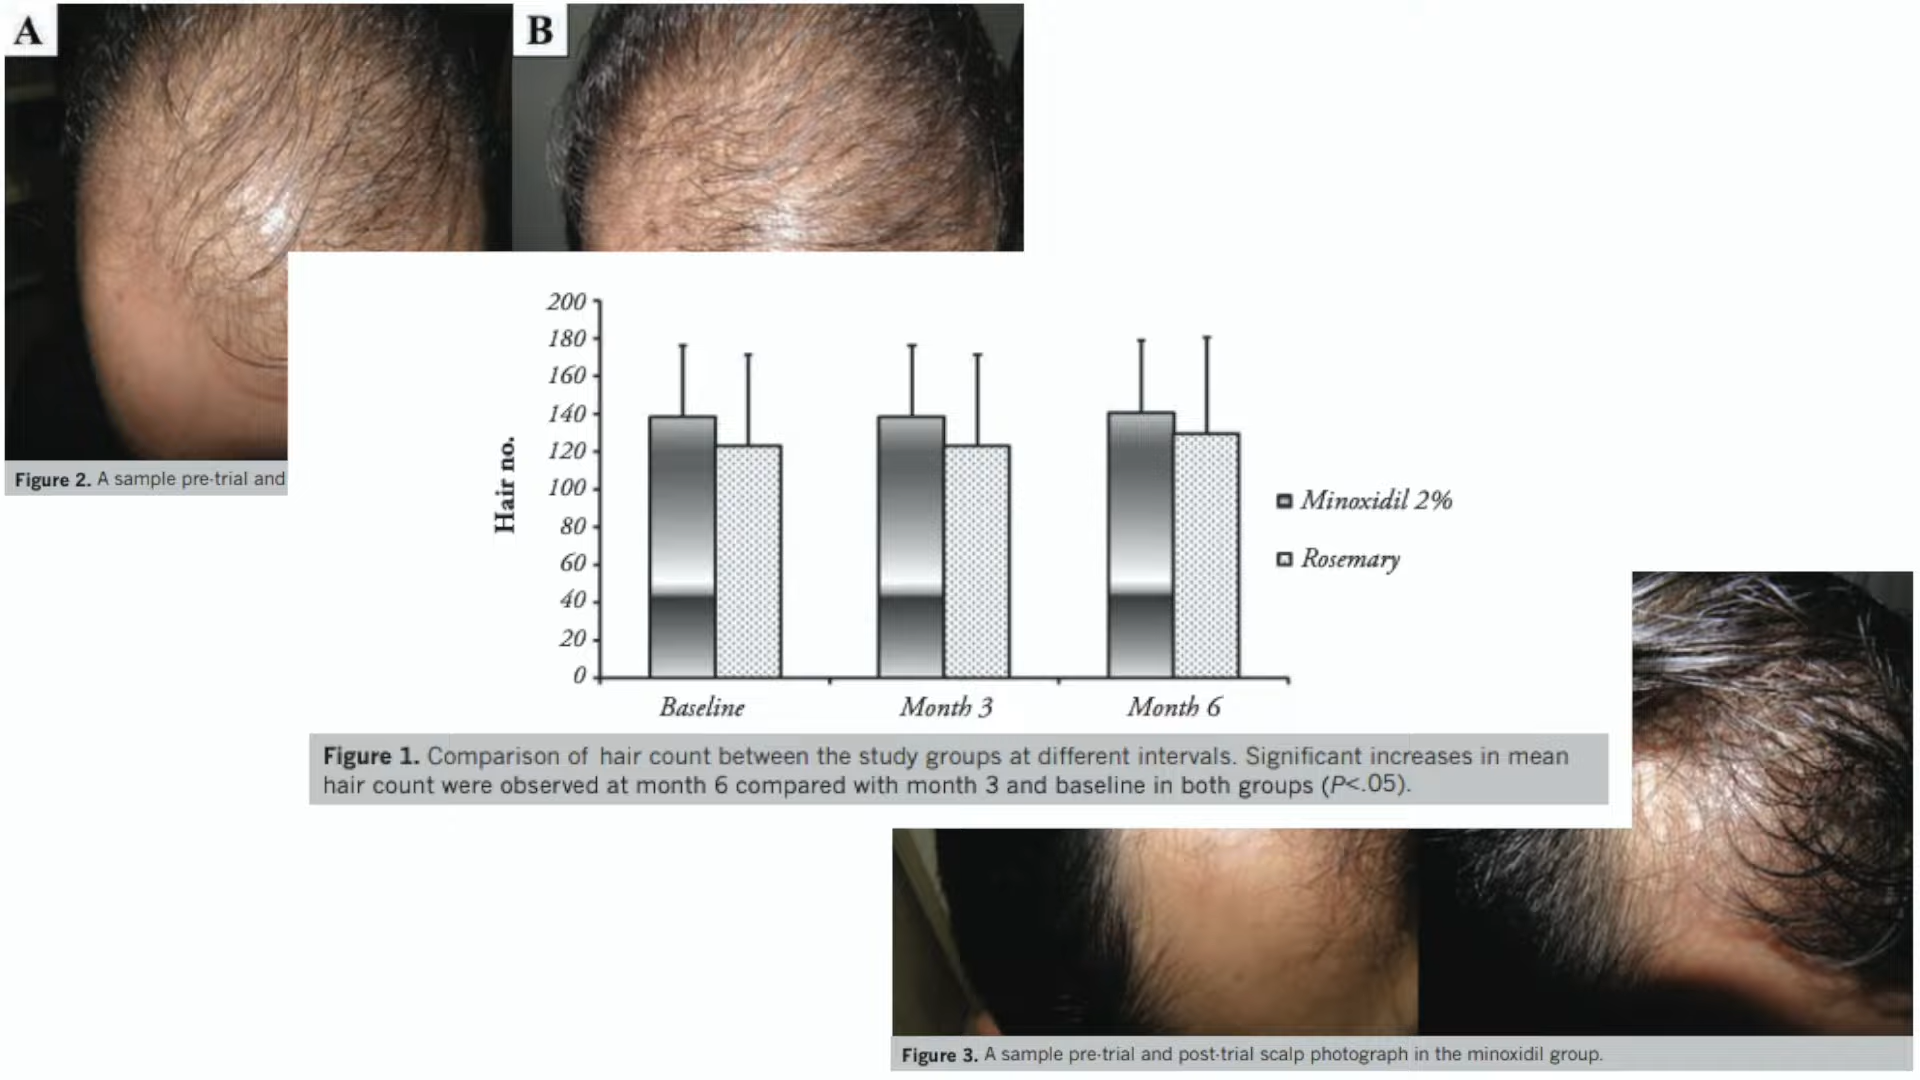 A
B
Figure 2. A sample pre-trial and
200
180
160
140
120
100
80
60
40
20
0
Hair no.
Baseline
Month 3
Month 6
Minoxidil 2%
Rosemary
Figure 1. Comparison of hair count between the study groups at different intervals. Significant increases in mean
hair count were observed at month 6 compared with month 3 and baseline in both groups (P<.05).
Figure 3. A sample pre-trial and post-trial scalp photograph in the minoxidil group.